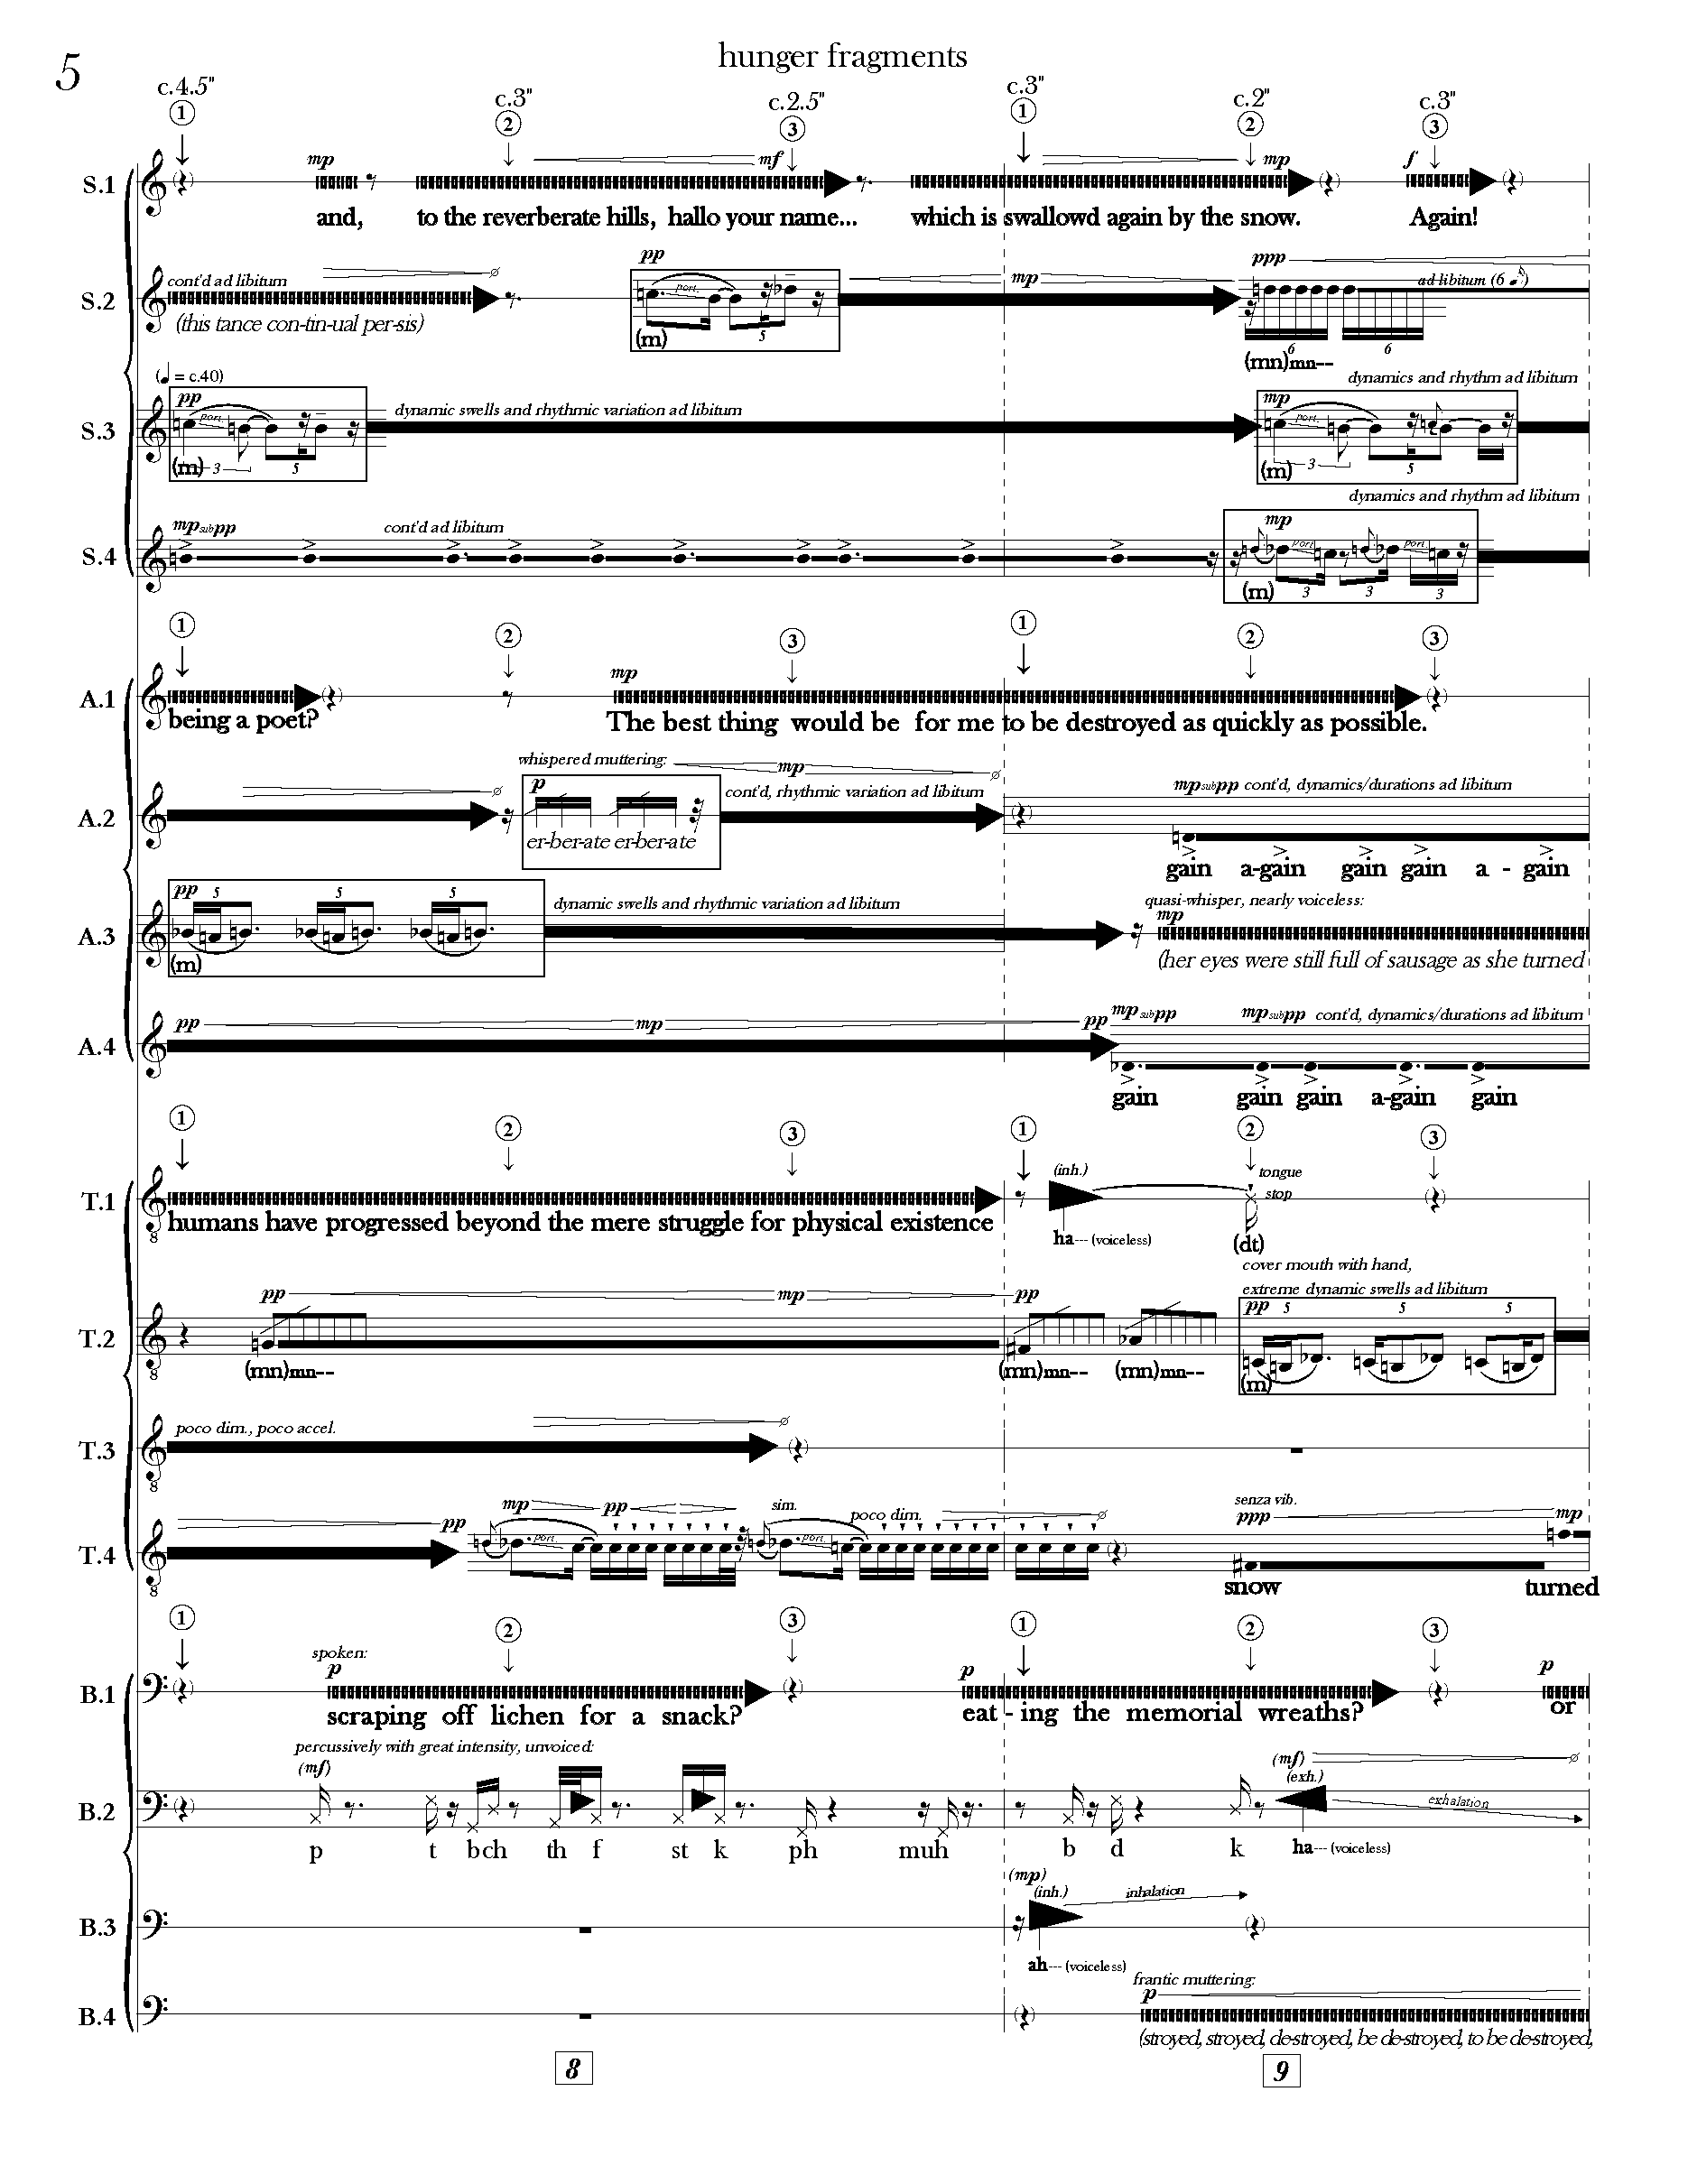 5
hunger fragments
c.4.5" c.3" c.2.5" c.3" c.2" c.3"
1 2 3 1 2 3
mp mf mp f
S.1
and, to the reverberate hills, hallo your name... which is swallowd again by the snow. Again!
cont'd ad libitum pp mp ppp ad libitum (6
S.2
(this tance con-tin-ual per-sis) port. 5 (m) 6 6 (mn)mn--
(♩ = c.40) dynamics and rhythm ad libitum
pp dynamic swells and rhythmic variation ad libitum mp
S.3
port. port.
(m) 3 5 (m) 3 5
dynamics and rhythm ad libitum
mp sub pp cont'd ad libitum mp
S.4
port. port.
(m) 3 3 3
1 2 3 1 2 3
mp
A.1
being a poet? The best thing would be for me to be destroyed as quickly as possible.
whispered muttering: mp
p cont'd, rhythmic variation ad libitum mp sub pp cont'd, dynamics/durations ad libitum
A.2
er-ber-ate er-ber-ate gain a-gain gain gain a - gain
pp 5 5 5 dynamic swells and rhythmic variation ad libitum quasi-whisper, nearly voiceless:
mp
A.3
(m) (her eyes were still full of sausage as she turned
pp mp pp mp sub pp mp sub pp cont'd, dynamics/durations ad libitum
A.4
gain gain gain a-gain gain
1 2 3 1 2 3
(inh.) tongue stop
T.1
humans have progressed beyond the mere struggle for physical existence ha--- (voiceless) (dt)
8
cover mouth with hand,
extreme dynamic swells ad libitum
pp mp pp pp 5 5 5
T.2
(mn)mn-- (mn)mn-- (mn)mn-- (m)
8
poco dim., poco accel.
T.3
8
pp mp pp sim. poco dim. senza vib. ppp mp
T.4
port. port.
8
snow turned
1 2 3 1 2 3
spoken:
p p p
B.1
scraping off lichen for a snack? eat - ing the memorial wreaths? or
percussively with great intensity, unvoiced:
(mf) (mf) (exh.) exhalation
B.2
p t b ch th f st k ph muh b d k ha--- (voiceless)
(mp) (inh.) inhalation
B.3
ah--- (voiceless)
frantic muttering:
p
B.4
(stroyed, stroyed, de-stroyed, be de-stroyed, to be de-stroyed,
8 9